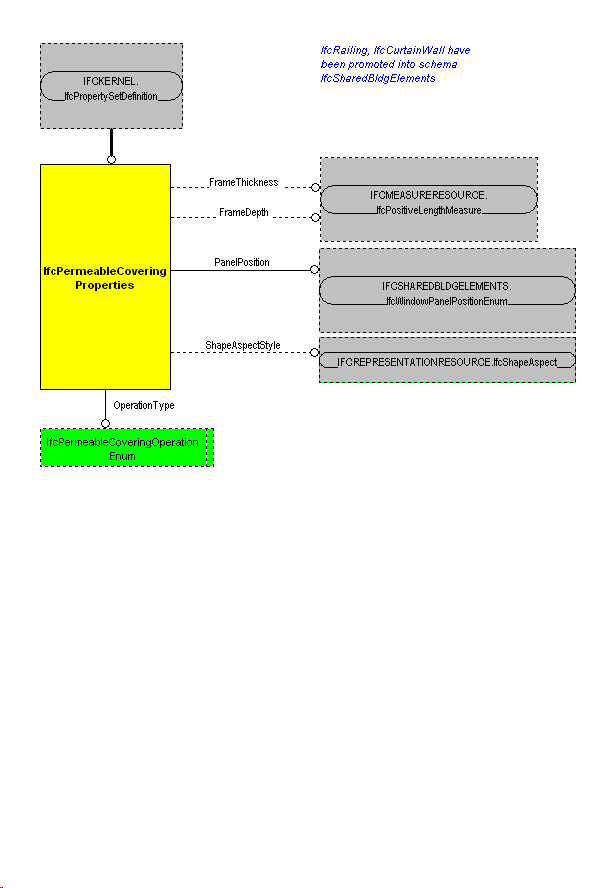 IfcRailing, IfcCurtainWall have
been promoted into schema
IfcSharedBldgElements
IFCKERNEL.
IfcPropertySetDefinition
FrameThickness
FrameDepth
IFCMEASURERESOURCE.
IfcPositiveLengthMeasure
IfcPermeableCovering
Properties
PanelPosition
IFCSHAREDBLDGELEMENTS.
IfcWindowPanelPositionEnum
ShapeAspectStyle
IFCREPRESENTATIONRESOURCE.IfcShapeAspect
OperationType
IfcPermeableCoveringOperation
Enum